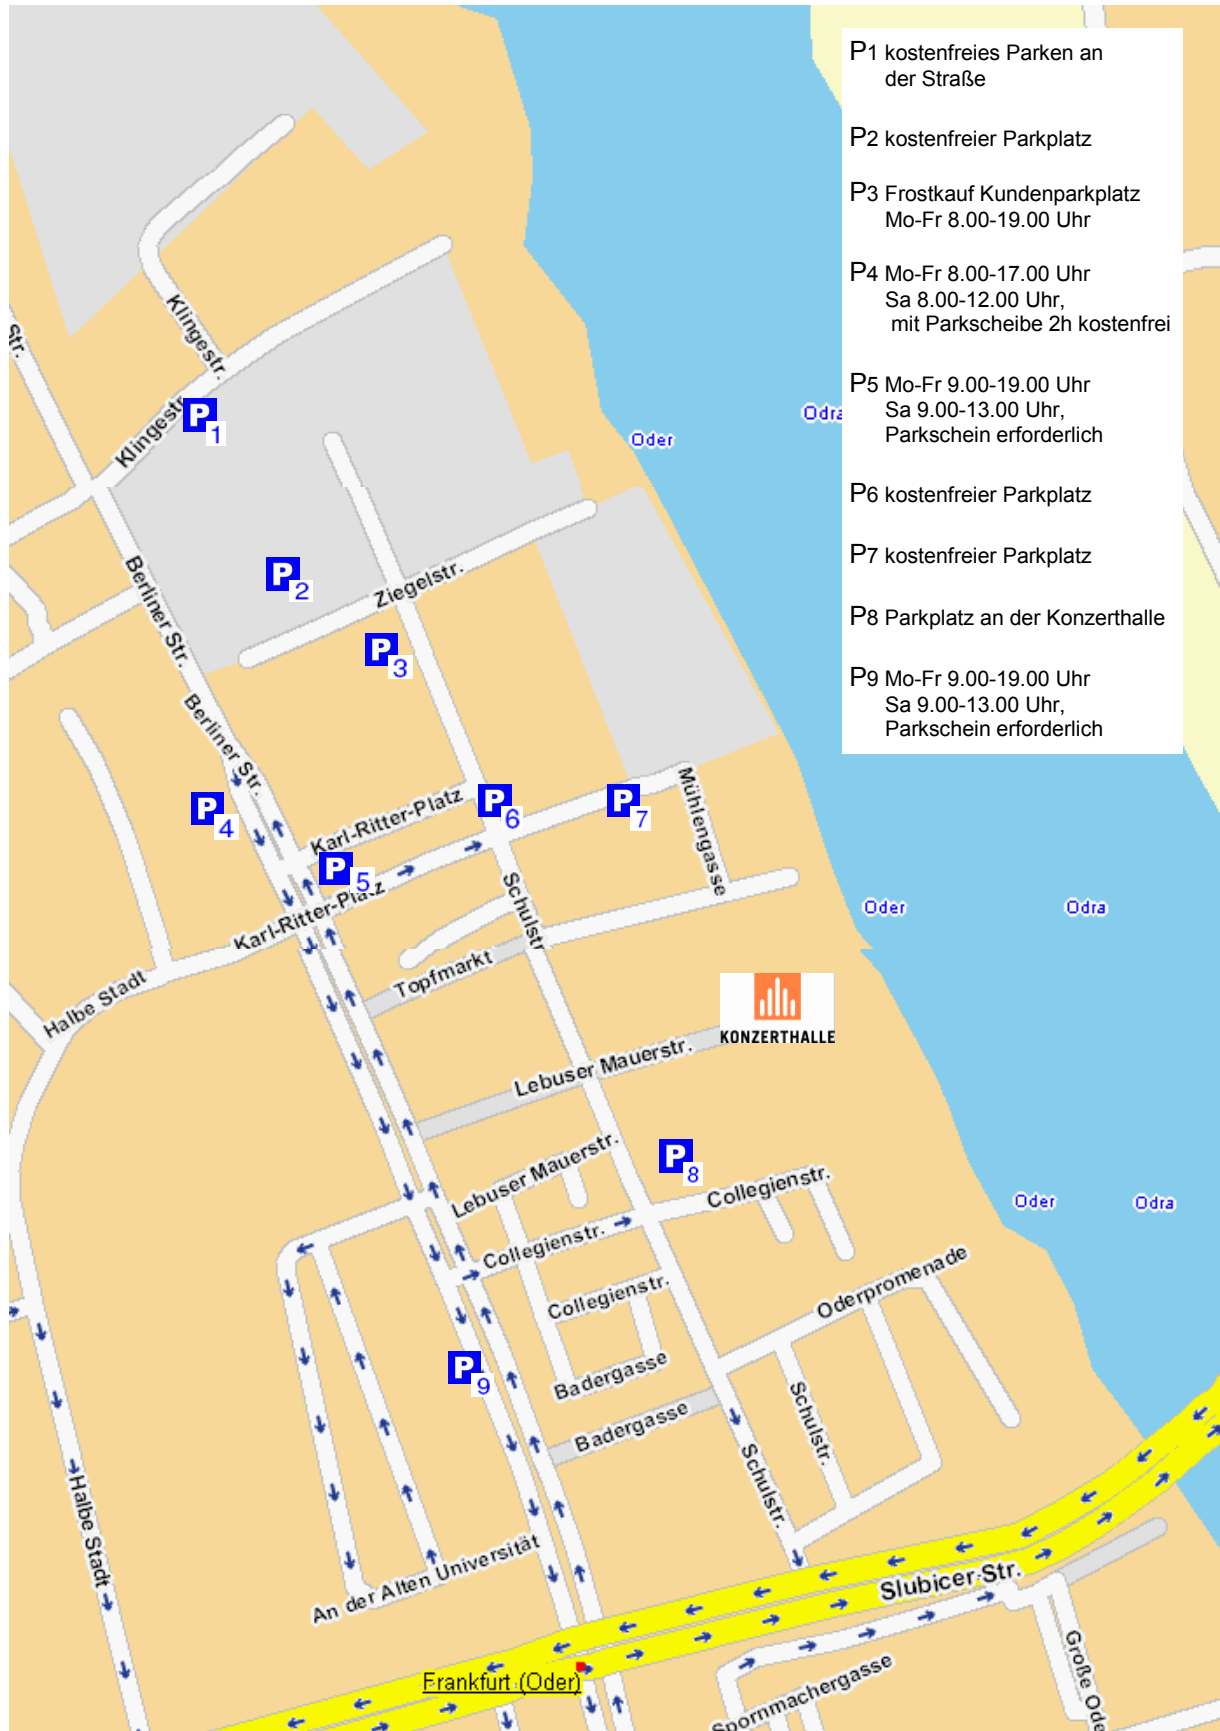 P1 kostenfreies Parken an
der Straße
P2 kostenfreier Parkplatz
P3 Frostkauf Kundenparkplatz
Mo-Fr 8.00-19.00 Uhr
P4 Mo-Fr 8.00-17.00 Uhr
Sa 8.00-12.00 Uhr,
mit Parkscheibe 2h kostenfrei
P5 Mo-Fr 9.00-19.00 Uhr
Sa 9.00-13.00 Uhr,
Parkschein erforderlich
P6 kostenfreier Parkplatz
P7 kostenfreier Parkplatz
P8 Parkplatz an der Konzerthalle
P9 Mo-Fr 9.00-19.00 Uhr
Sa 9.00-13.00 Uhr,
Parkschein erforderlich
Klingestr.
Str.
Klingestr.
P 1
Odra
Oder
P 2
Berliner Str.
Ziegelstr.
P 3
Berliner Str.
P 4
Karl-Ritter-Platz
P 6
P 7
Mühlengasse
P 5
Karl-Ritter-Platz
Schulstr
Oder
Odra
Topfmarkt
Halbe Stadt
KONZERTHALLE
Lebuser Mauerstr.
Lebuser Mauerstr.
P 8
Collegienstr.
Oder
Odra
Collegienstr.
Collegienstr.
Oderpromenade
P 9
Badergasse
Badergasse
Schulstr.
Schulstr.
Halbe Stadt
An der Alten Universität
Slubicer-Str.
Frankfurt (Oder)
Spornmachergasse
Große Ode